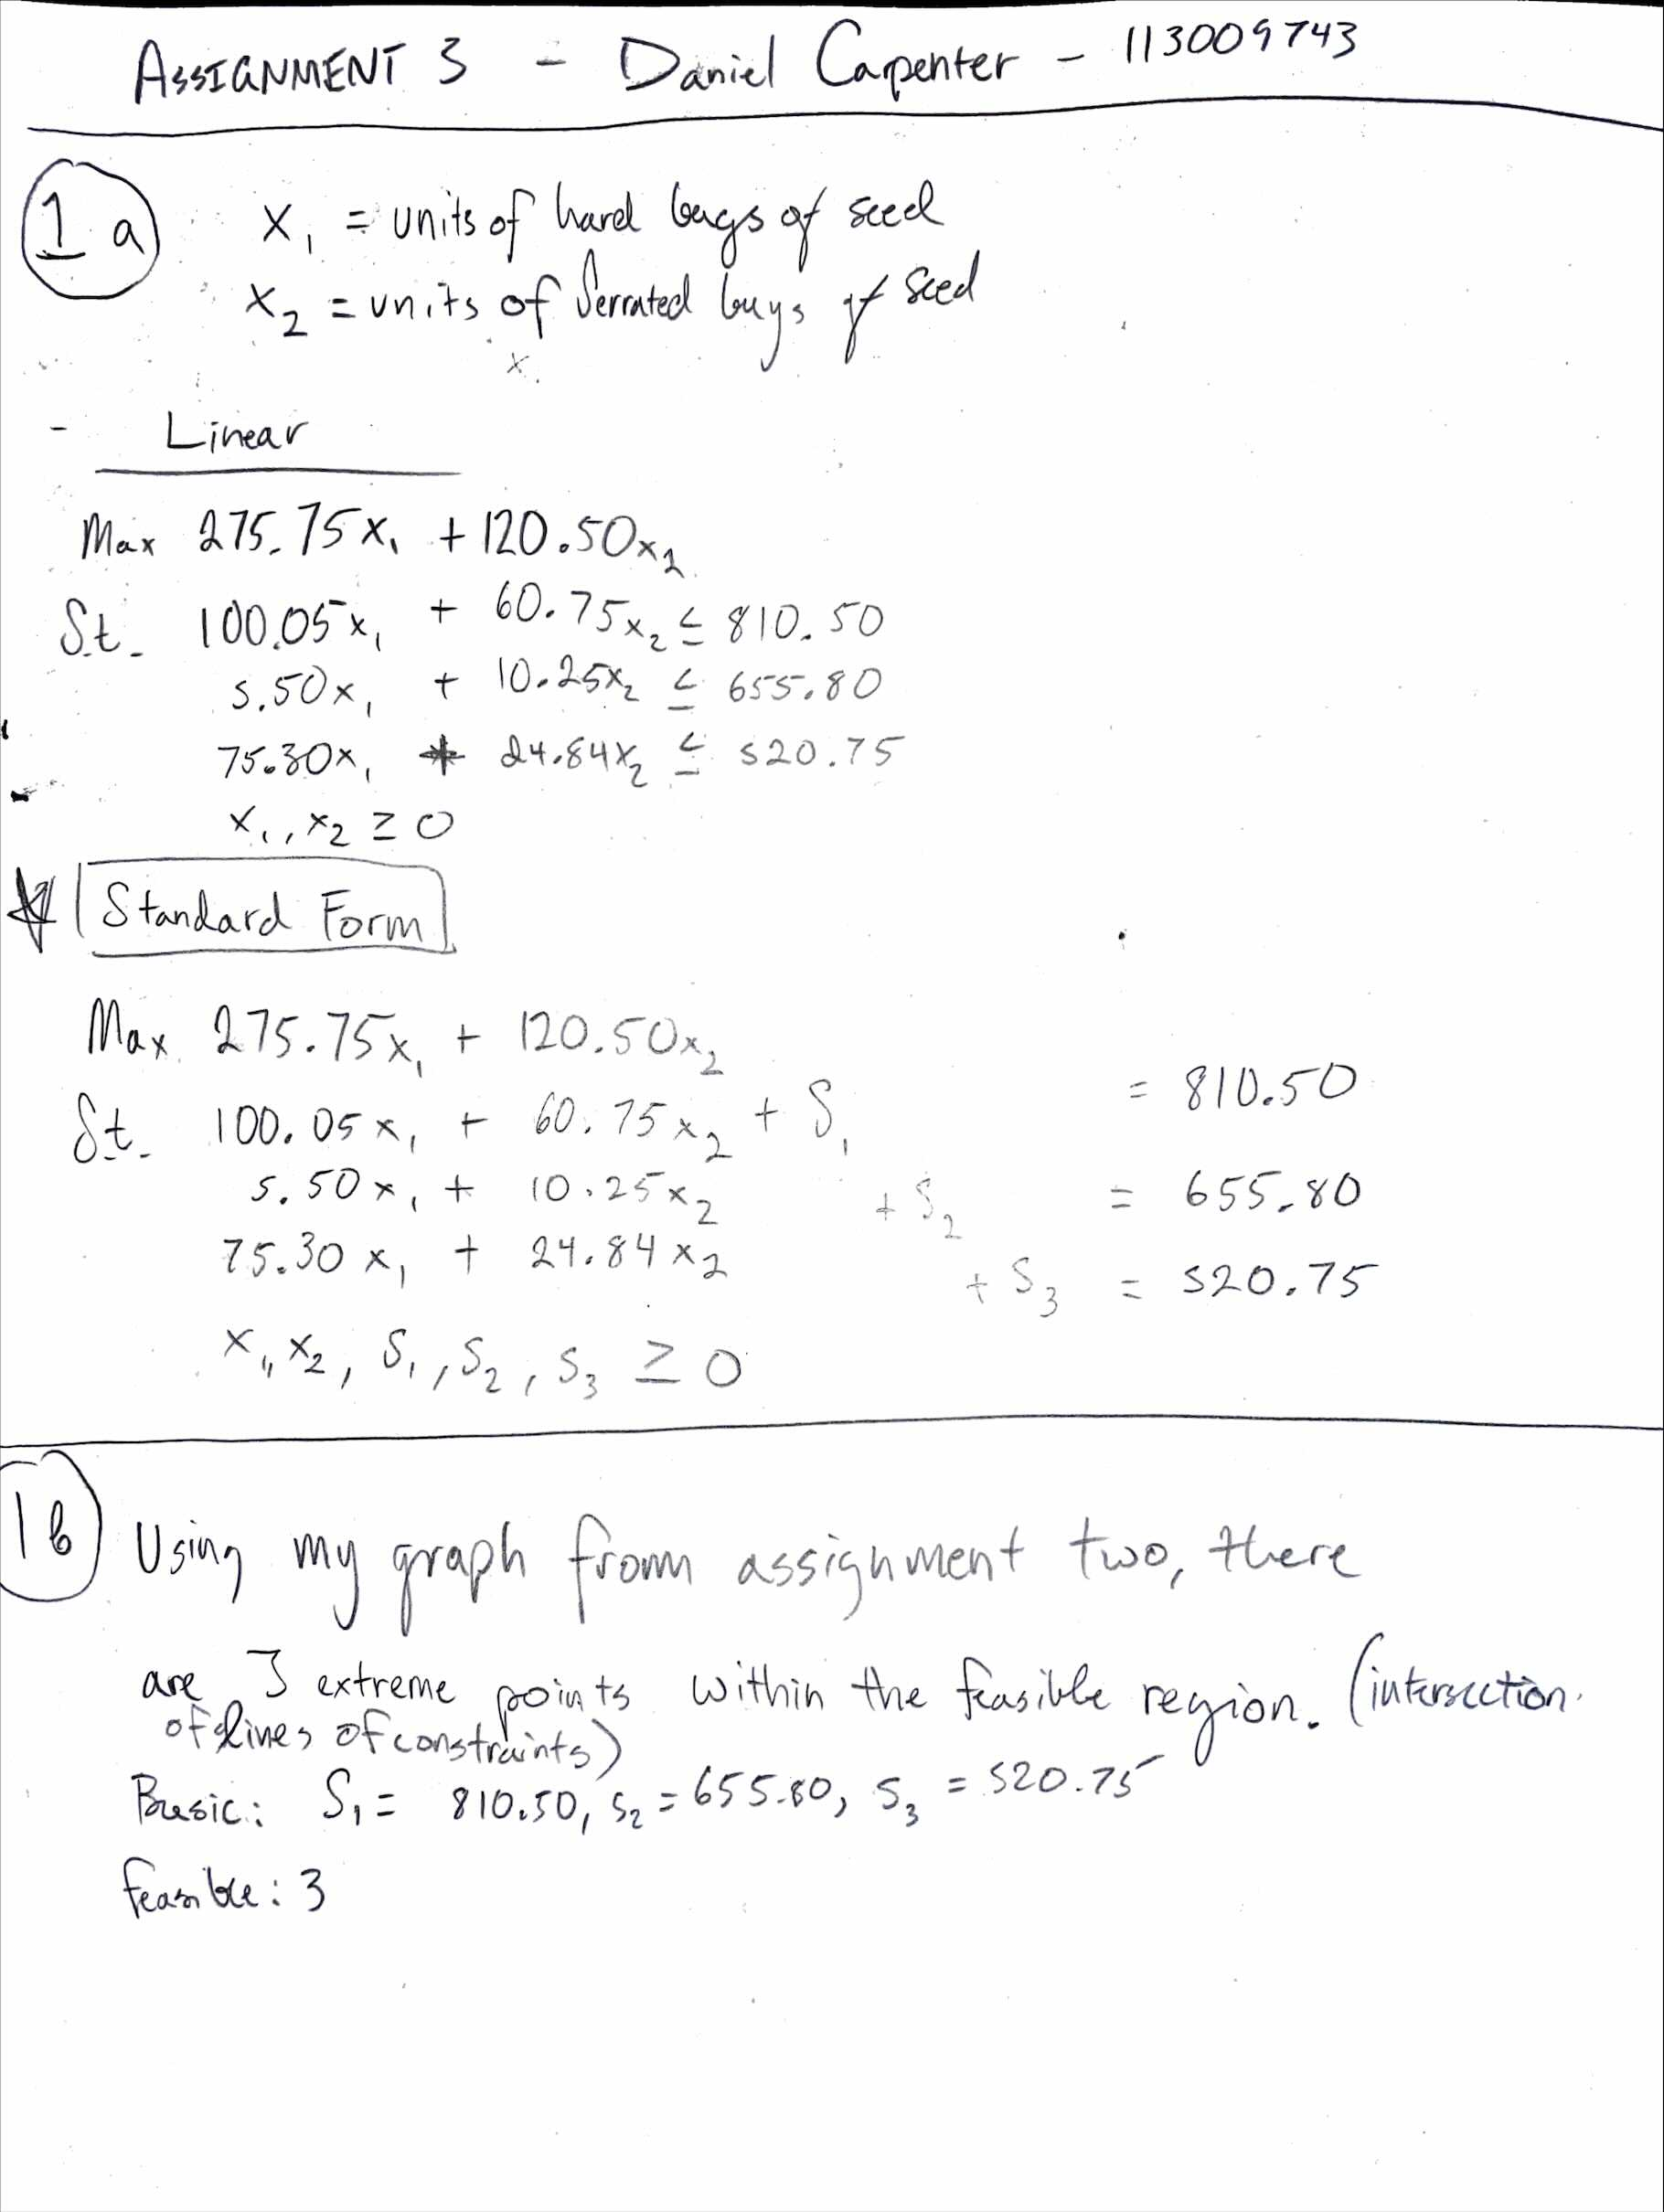 ASSIGNMENT 3 - Daniel Carpenter - 113009743
1 a
x₁ = units of hard bags of seed
x₂ = units of Serrated bags of seed
x.
- Linear
Max 275.75x₁ + 120.50x₂
St. 100.05x₁ + 60.75x₂ ≤ 810.50
5.50x₁ + 10.25x₂ ≤ 655.80
75.30x₁ + 24.84x₂ ≤ 520.75
x₁, x₂ ≥ 0
Standard Form
Max 275.75x₁ + 120.50x₂
St. 100.05x₁ + 60.75x₂ + S₁ = 810.50
5.50x₁ + 10.25x₂ + S₂ = 655.80
75.30x₁ + 24.84x₂ + S₃ = 520.75
x₁, x₂, S₁, S₂, S₃ ≥ 0
1b
Using my graph from assignment two, there
are 3 extreme points within the feasible region. (intersection
of lines of constraints)
Basic: S₁ = 810.50, S₂ = 655.80, S₃ = 520.75
feasible: 3